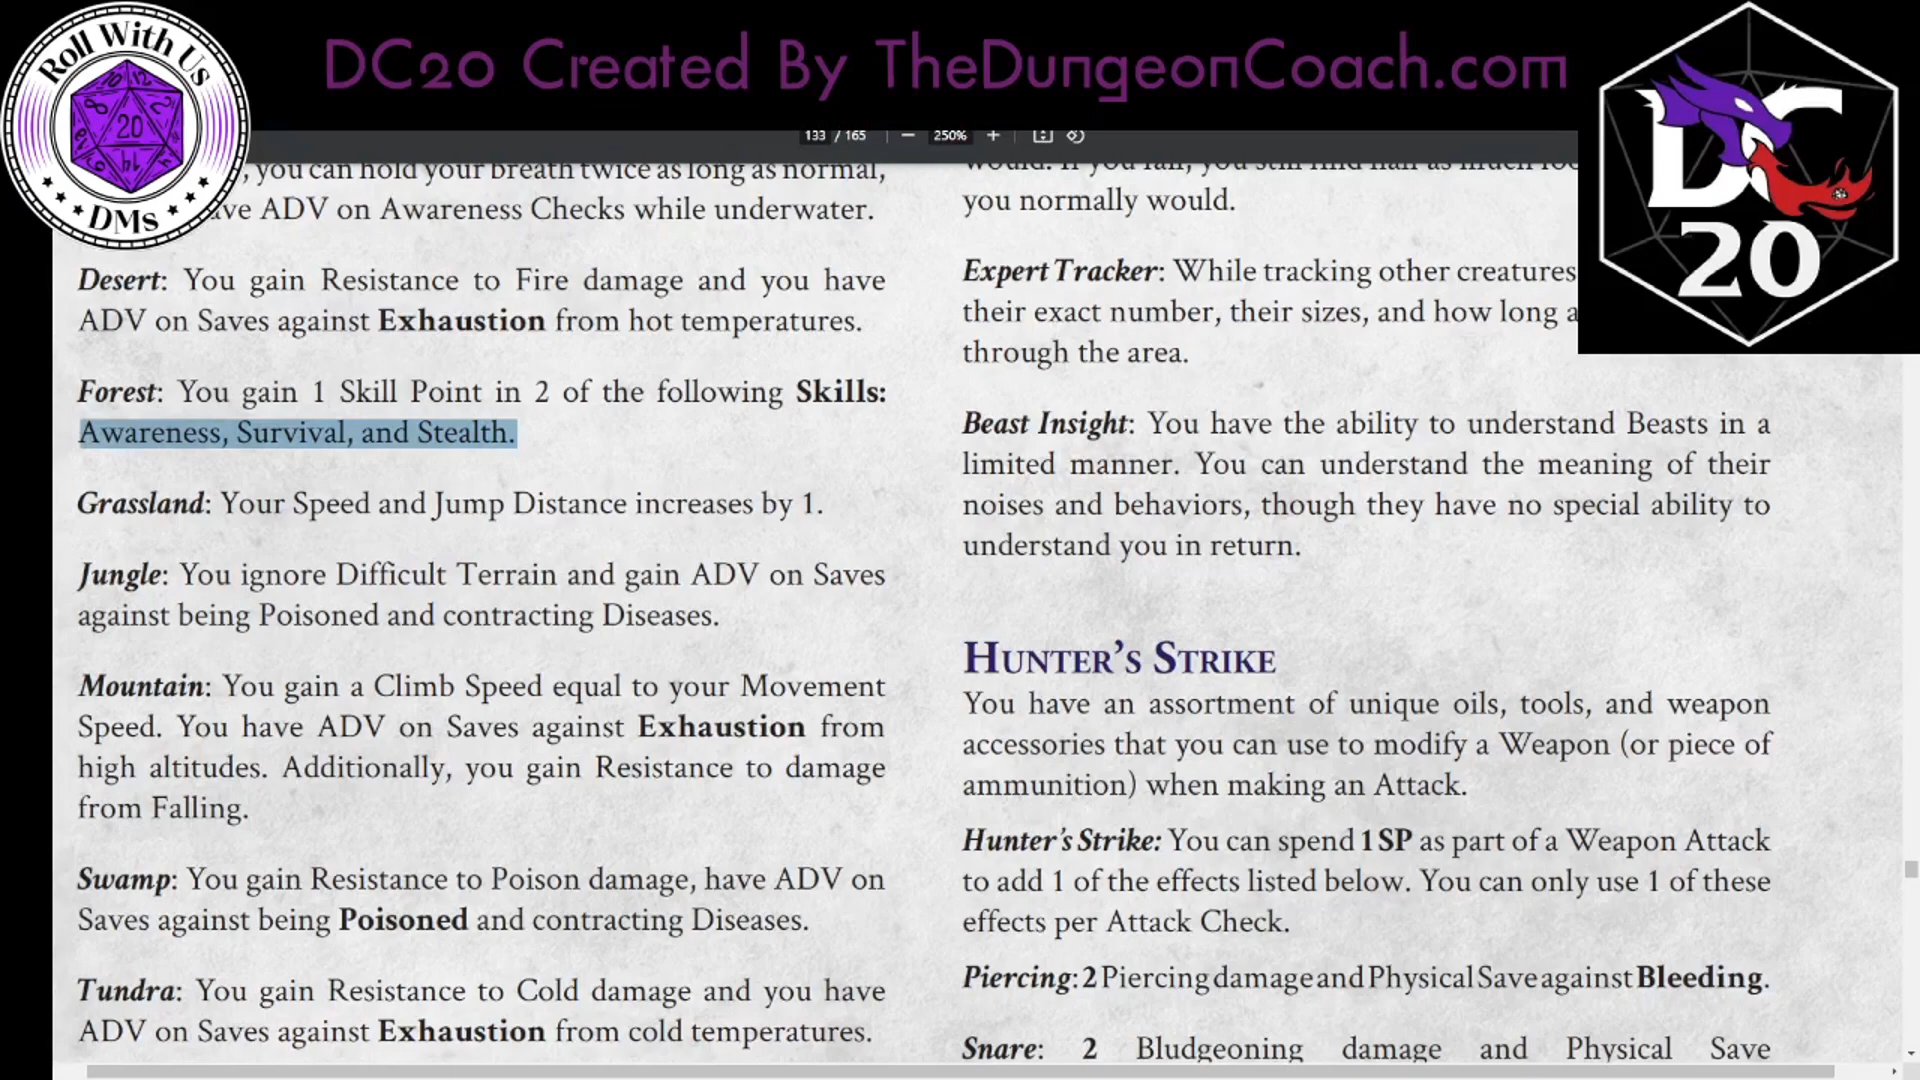 Roll With Us
20
DMs
DC20 Created By TheDungeonCoach.com
DC
20
133 / 165
250%
, you can hold your breath twice as long as normal,
ve ADV on Awareness Checks while underwater.
Desert: You gain Resistance to Fire damage and you have
ADV on Saves against Exhaustion from hot temperatures.
Forest: You gain 1 Skill Point in 2 of the following Skills:
Awareness, Survival, and Stealth.
Grassland: Your Speed and Jump Distance increases by 1.
Jungle: You ignore Difficult Terrain and gain ADV on Saves
against being Poisoned and contracting Diseases.
Mountain: You gain a Climb Speed equal to your Movement
Speed. You have ADV on Saves against Exhaustion from
high altitudes. Additionally, you gain Resistance to damage
from Falling.
Swamp: You gain Resistance to Poison damage, have ADV on
Saves against being Poisoned and contracting Diseases.
Tundra: You gain Resistance to Cold damage and you have
ADV on Saves against Exhaustion from cold temperatures.
would. If you fail, you still find half as much
you normally would.
Expert Tracker: While tracking other creatures
their exact number, their sizes, and how long a
through the area.
Beast Insight: You have the ability to understand Beasts in a
limited manner. You can understand the meaning of their
noises and behaviors, though they have no special ability to
understand you in return.
HUNTER'S STRIKE
You have an assortment of unique oils, tools, and weapon
accessories that you can use to modify a Weapon (or piece of
ammunition) when making an Attack.
Hunter's Strike: You can spend 1 SP as part of a Weapon Attack
to add 1 of the effects listed below. You can only use 1 of these
effects per Attack Check.
Piercing: 2 Piercing damage and Physical Save against Bleeding.
Snare: 2 Bludgeoning damage and Physical Save